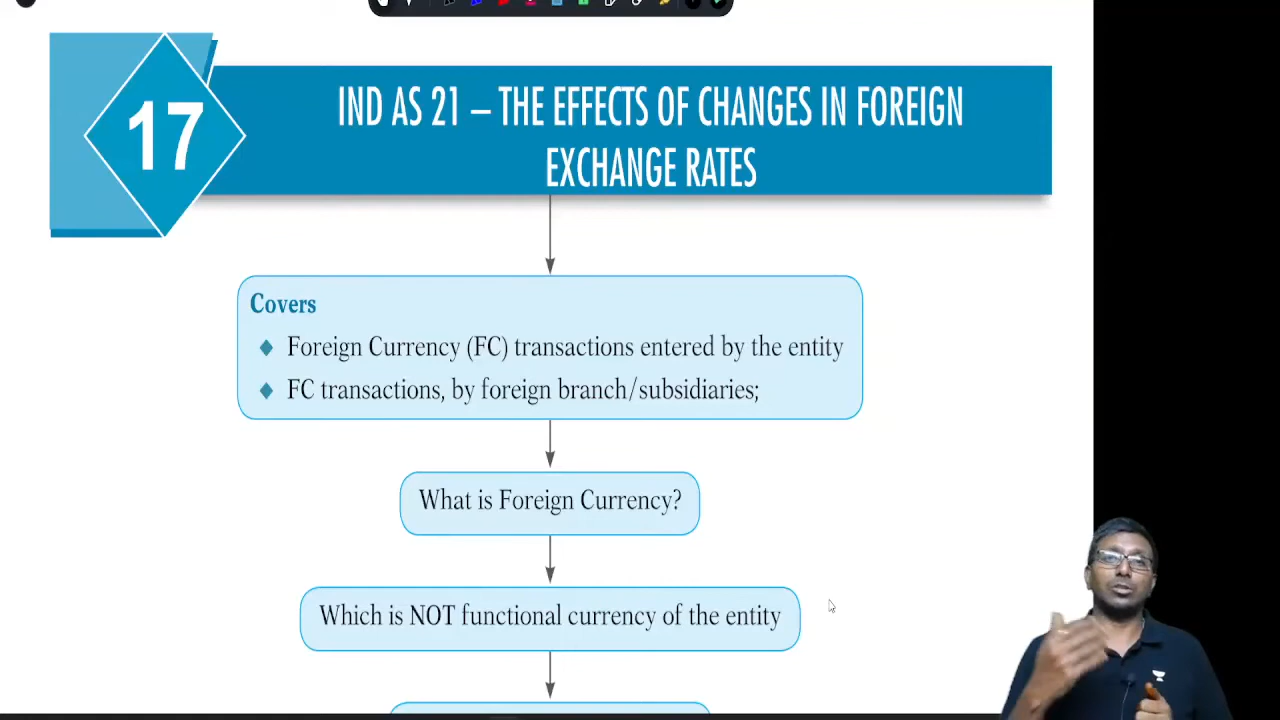 17
IND AS 21 – THE EFFECTS OF CHANGES IN FOREIGN
EXCHANGE RATES
Covers
Foreign Currency (FC) transactions entered by the entity
FC transactions, by foreign branch/subsidiaries;
What is Foreign Currency?
Which is NOT functional currency of the entity